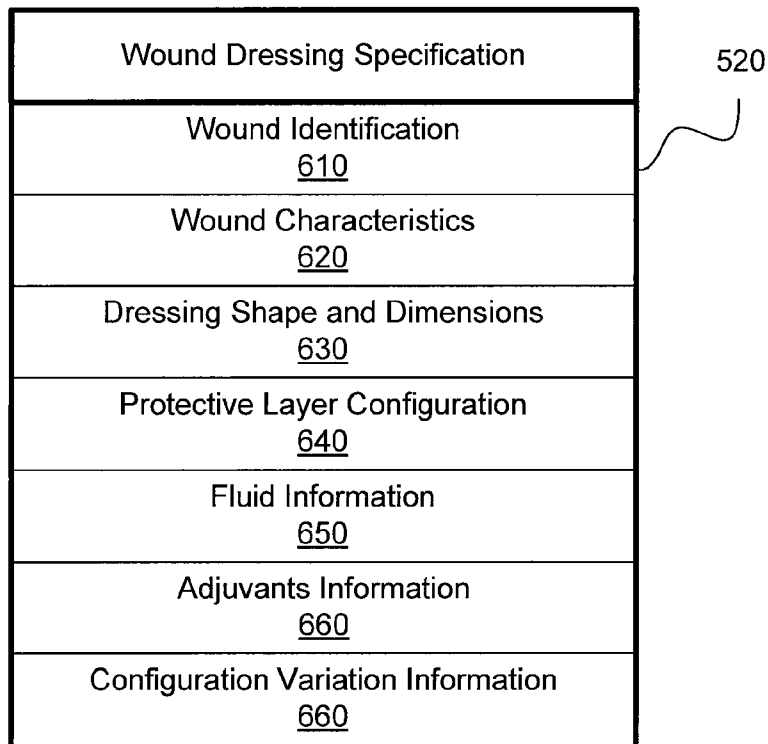 Wound Dressing Specification
520
Wound Identification
610
Wound Characteristics
620
Dressing Shape and Dimensions
630
Protective Layer Configuration
640
Fluid Information
650
Adjuvants Information
660
Configuration Variation Information
660